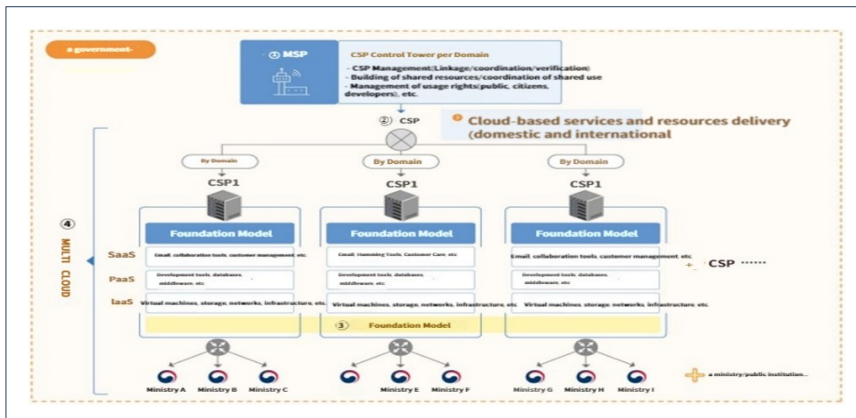 a government-
④ MSP
CSP Control Tower per Domain
- CSP Management(Linkage/coordination/verification)
- Building of shared resources/coordination of shared use
- Management of usage rights(public, citizens,
developers), etc.
② CSP
Cloud-based services and resources delivery
(domestic and international
By Domain
By Domain
By Domain
CSP1
CSP1
CSP1
④
MULTI CLOUD
Foundation Model
Foundation Model
Foundation Model
SaaS
Email, collaboration tools, customer management, etc
Email, Humming Tools, Customer Care, etc
Email, collaboration tools, customer management, etc
CSP ······
PaaS
Development tools, databases,
middleware, etc
Development tools, databases,
middleware, etc
Development tools, databases,
middleware, etc
IaaS
Virtual machines, storage, networks, infrastructure, etc.
Virtual machines, storage, networks, infrastructure, etc.
Virtual machines, storage, networks, infrastructure, etc.
③ Foundation Model
Ministry A
Ministry B
Ministry C
Ministry E
Ministry F
Ministry G
Ministry H
Ministry I
a ministry/public institution...